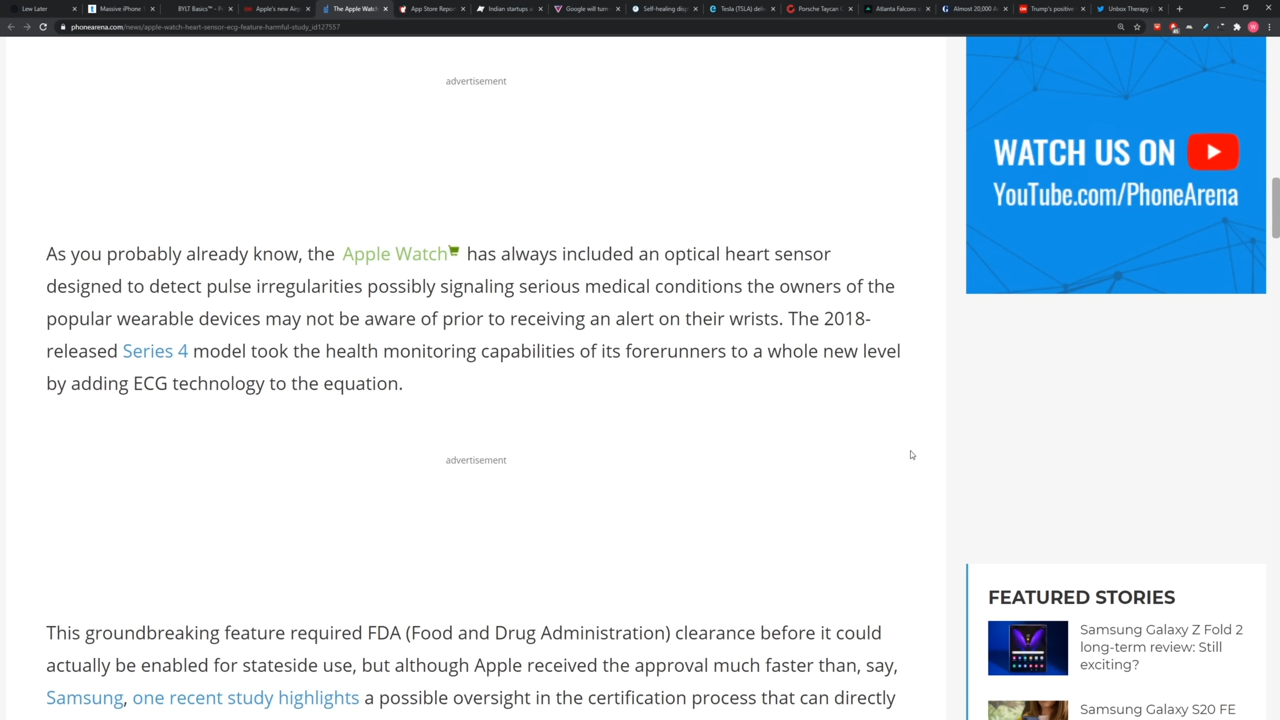 Lew Later
Massive iPhone
BYLT Basics™ - P
Apple's new Airp
The Apple Watch
App Store Repor
Indian startups a
Google will turn
Self-healing disp
Tesla (TSLA) deliv
Porsche Taycan
Atlanta Falcons s
Almost 20,000 A
Trump's positive
Unbox Therapy
phonearena.com/news/apple-watch-heart-sensor-ecg-feature-harmful-study_id127557
advertisement
WATCH US ON
YouTube.com/PhoneArena
As you probably already know, the Apple Watch has always included an optical heart sensor
designed to detect pulse irregularities possibly signaling serious medical conditions the owners of the
popular wearable devices may not be aware of prior to receiving an alert on their wrists. The 2018-
released Series 4 model took the health monitoring capabilities of its forerunners to a whole new level
by adding ECG technology to the equation.
advertisement
This groundbreaking feature required FDA (Food and Drug Administration) clearance before it could
actually be enabled for stateside use, but although Apple received the approval much faster than, say,
Samsung, one recent study highlights a possible oversight in the certification process that can directly
FEATURED STORIES
Samsung Galaxy Z Fold 2
long-term review: Still
exciting?
Samsung Galaxy S20 FE